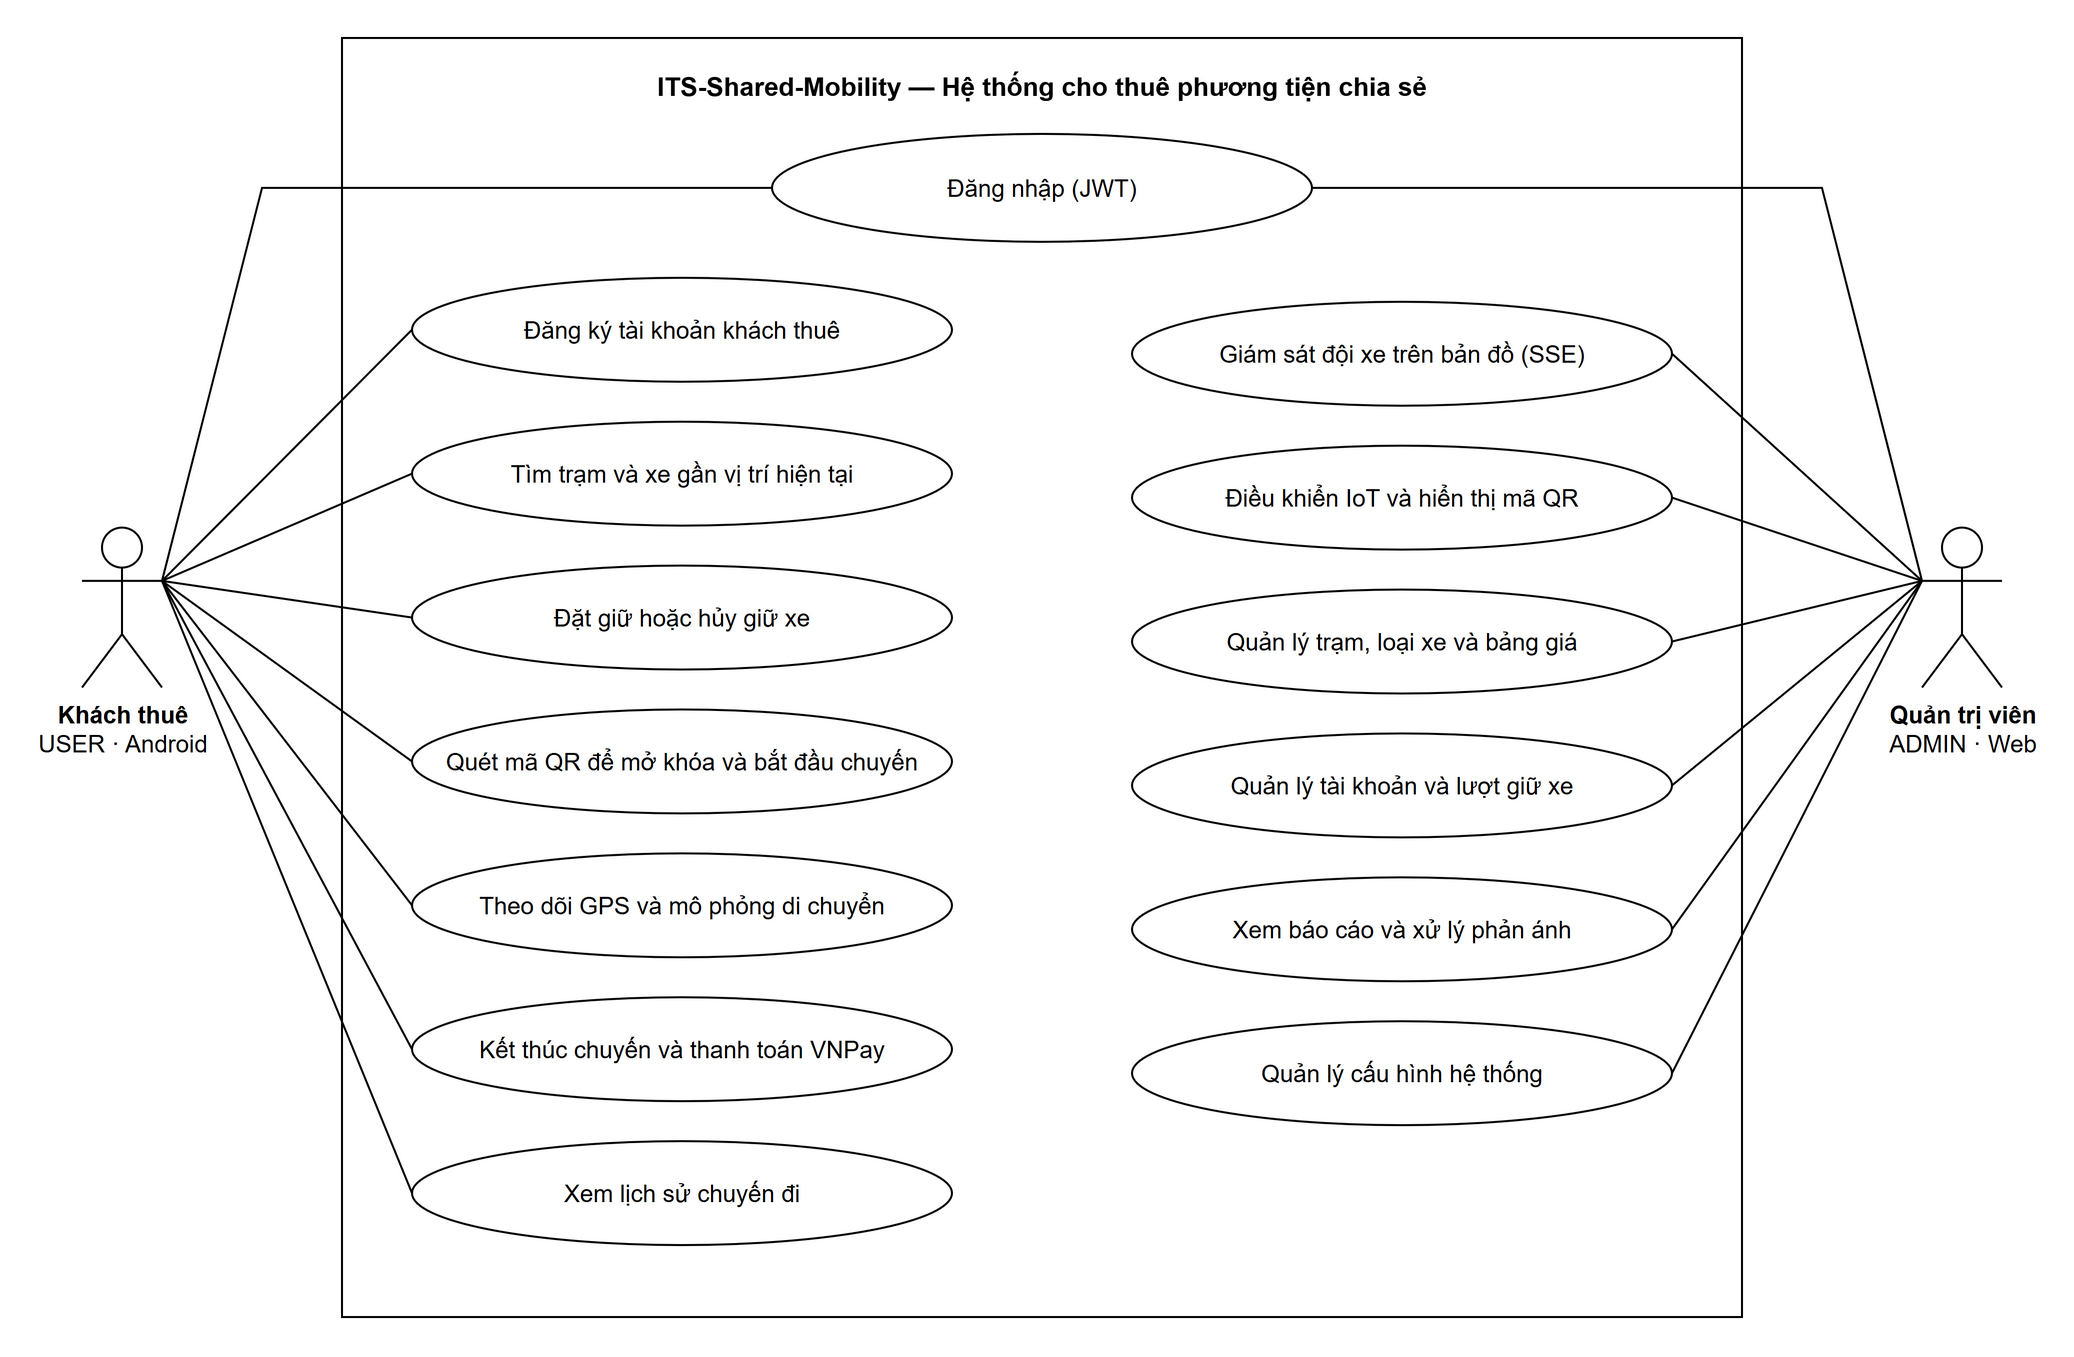 ITS-Shared-Mobility — Hệ thống cho thuê phương tiện chia sẻ
Đăng nhập (JWT)
Đăng ký tài khoản khách thuê
Tìm trạm và xe gần vị trí hiện tại
Đặt giữ hoặc hủy giữ xe
Quét mã QR để mở khóa và bắt đầu chuyến
Theo dõi GPS và mô phỏng di chuyển
Kết thúc chuyến và thanh toán VNPay
Xem lịch sử chuyến đi
Giám sát đội xe trên bản đồ (SSE)
Điều khiển IoT và hiển thị mã QR
Quản lý trạm, loại xe và bảng giá
Quản lý tài khoản và lượt giữ xe
Xem báo cáo và xử lý phản ánh
Quản lý cấu hình hệ thống
Khách thuê
USER · Android
Quản trị viên
ADMIN · Web